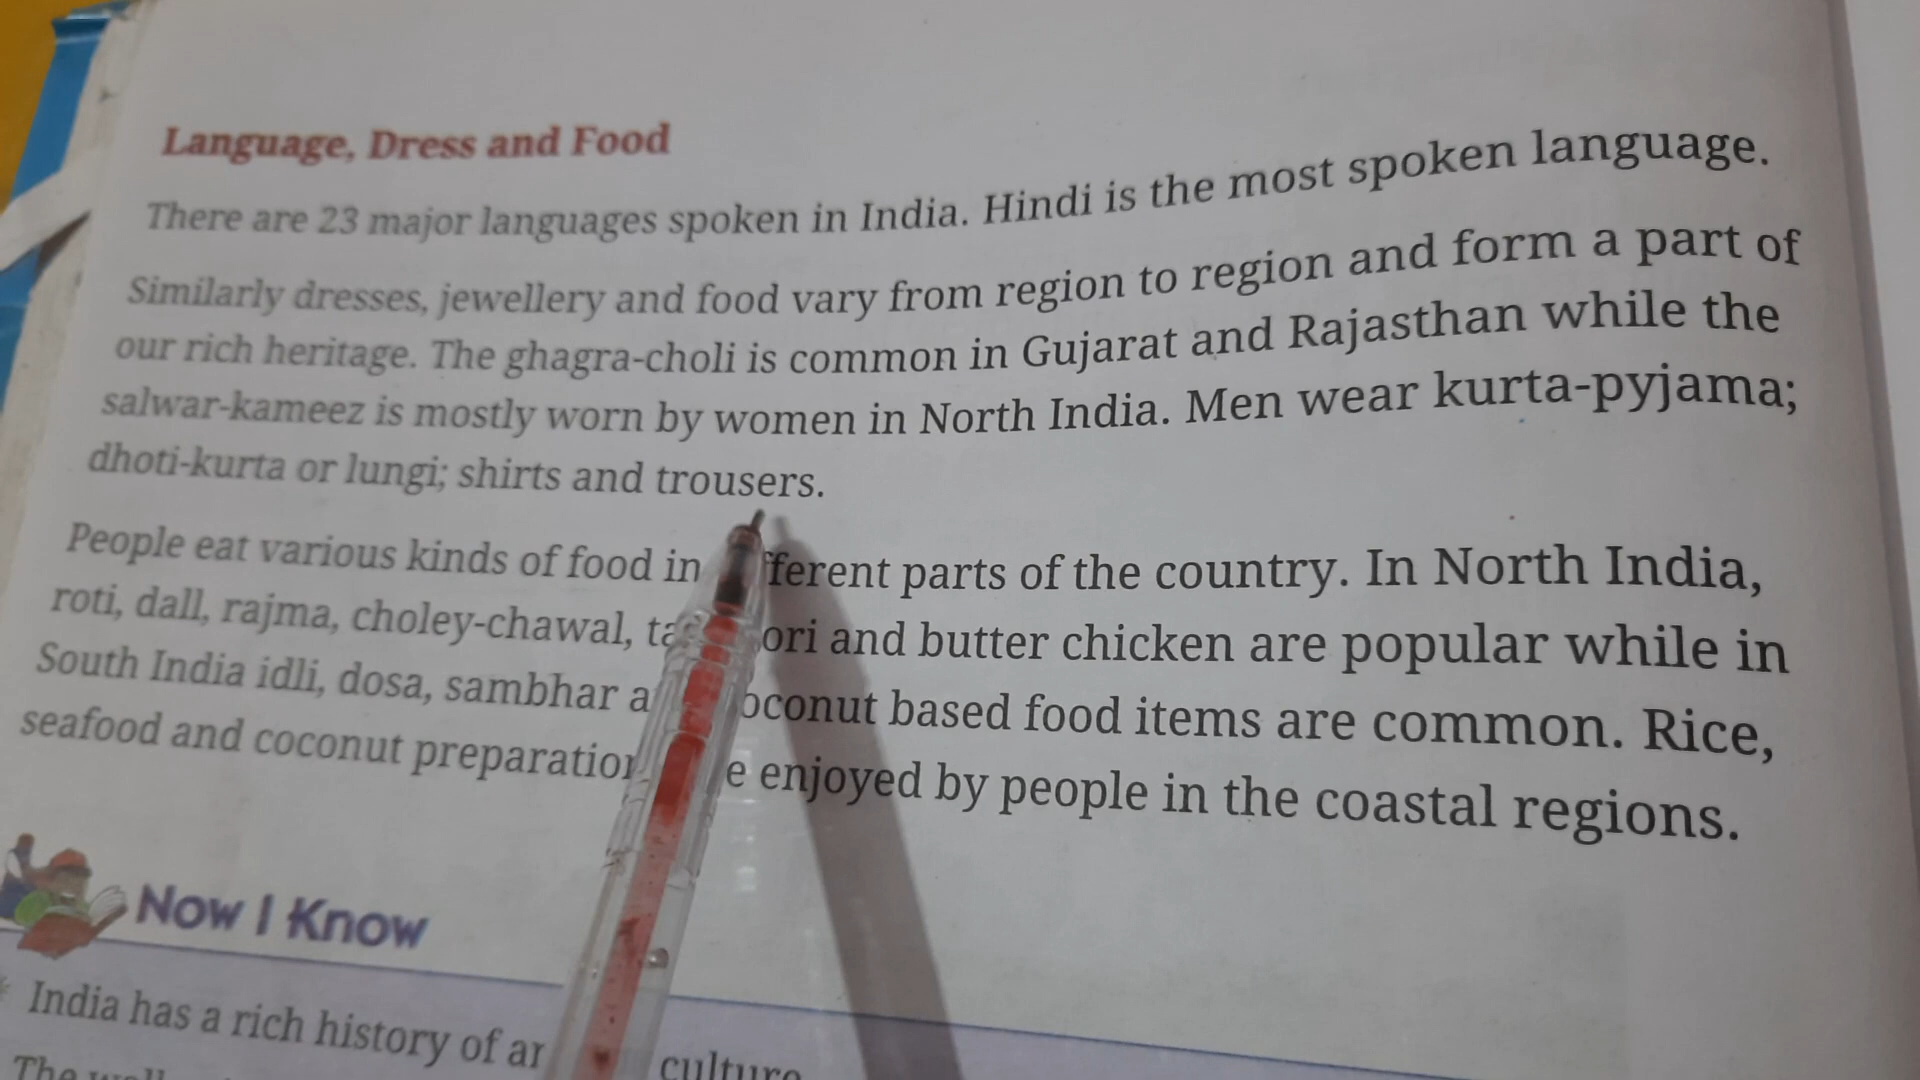 Language, Dress and Food
There are 23 major languages spoken in India. Hindi is the most spoken language.
Similarly dresses, jewellery and food vary from region to region and form a part of
our rich heritage. The ghagra-choli is common in Gujarat and Rajasthan while the
salwar-kameez is mostly worn by women in North India. Men wear kurta-pyjama;
dhoti-kurta or lungi; shirts and trousers.
People eat various kinds of food in fferent parts of the country. In North India,
roti, dall, rajma, choley-chawal, ta ori and butter chicken are popular while in
South India idli, dosa, sambhar a oconut based food items are common. Rice,
seafood and coconut preparation e enjoyed by people in the coastal regions.
Now I Know
India has a rich history of ar culture
The